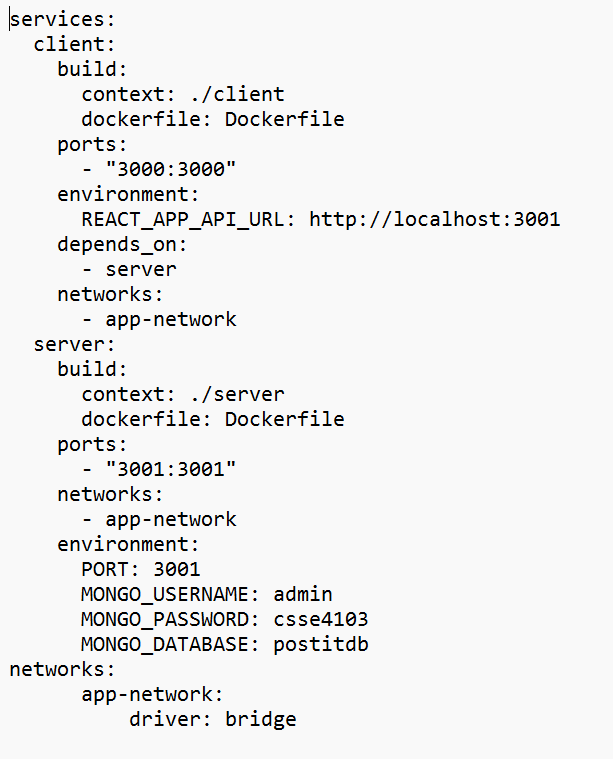 services:
  client:
    build:
      context: ./client
      dockerfile: Dockerfile
    ports:
      - "3000:3000"
    environment:
      REACT_APP_API_URL: http://localhost:3001
    depends_on:
      - server
    networks:
      - app-network
  server:
    build:
      context: ./server
      dockerfile: Dockerfile
    ports:
      - "3001:3001"
    networks:
      - app-network
    environment:
      PORT: 3001
      MONGO_USERNAME: admin
      MONGO_PASSWORD: csse4103
      MONGO_DATABASE: postitdb
networks:
      app-network:
          driver: bridge